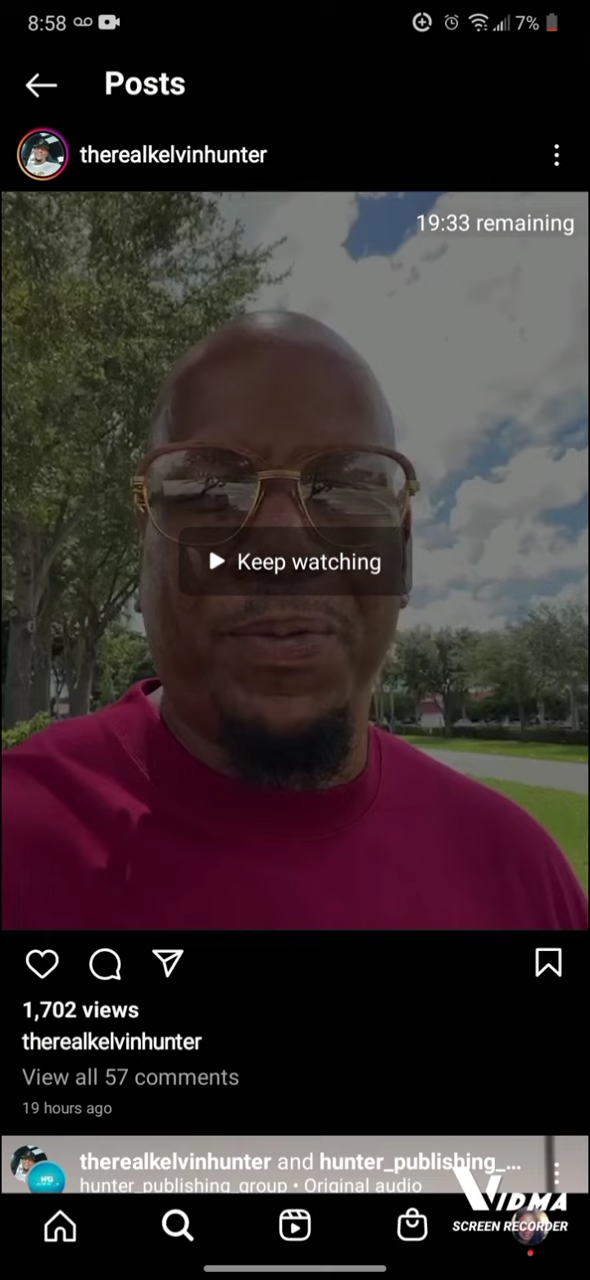 8:58 7%
Posts
therealkelvinhunter
19:33 remaining
Keep watching
1,702 views
therealkelvinhunter
View all 57 comments
19 hours ago
therealkelvinhunter and hunter_publishing_...
hunter_publishing_group • Original audio
VIDMA
SCREEN RECORDER